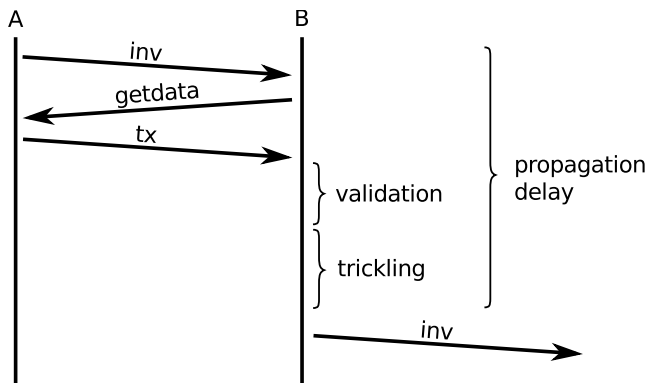 A
B
inv
getdata
tx
validation
propagation
delay
trickling
inv